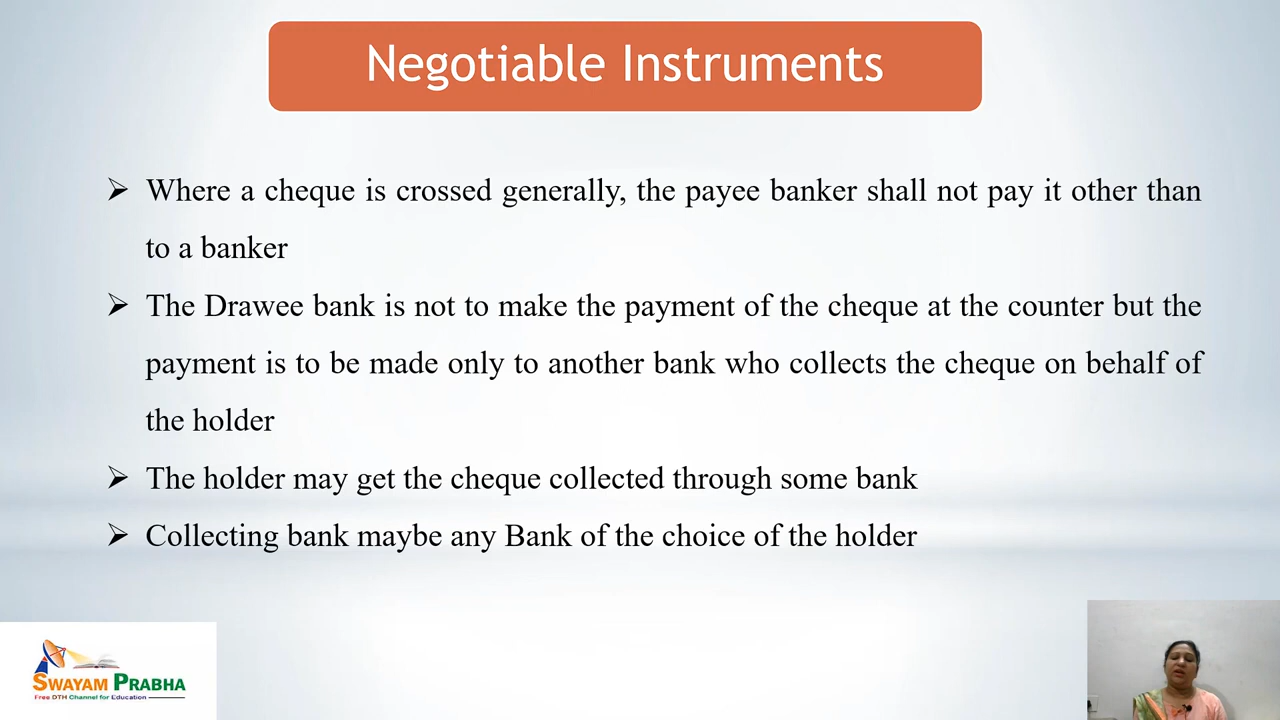 Negotiable Instruments
Where a cheque is crossed generally, the payee banker shall not pay it other than
to a banker
The Drawee bank is not to make the payment of the cheque at the counter but the
payment is to be made only to another bank who collects the cheque on behalf of
the holder
The holder may get the cheque collected through some bank
Collecting bank maybe any Bank of the choice of the holder
SWAYAM PRABHA
Free DTH Channel for Education